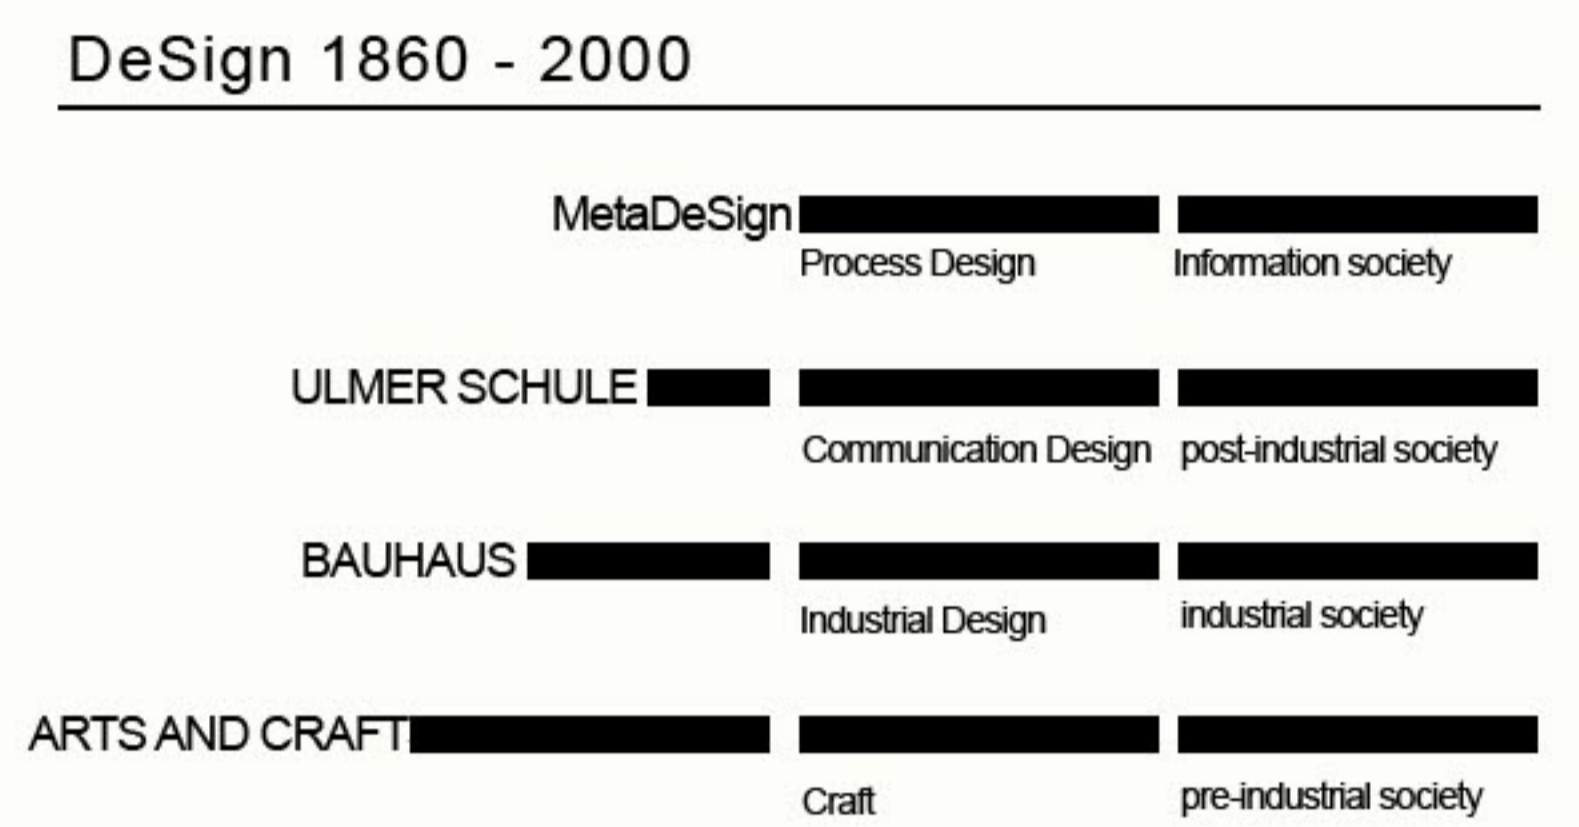 DeSign 1860 - 2000
MetaDeSign
Process Design Information society
ULMER SCHULE
Communication Design post-industrial society
BAUHAUS
Industrial Design industrial society
ARTS AND CRAFT
Craft pre-industrial society